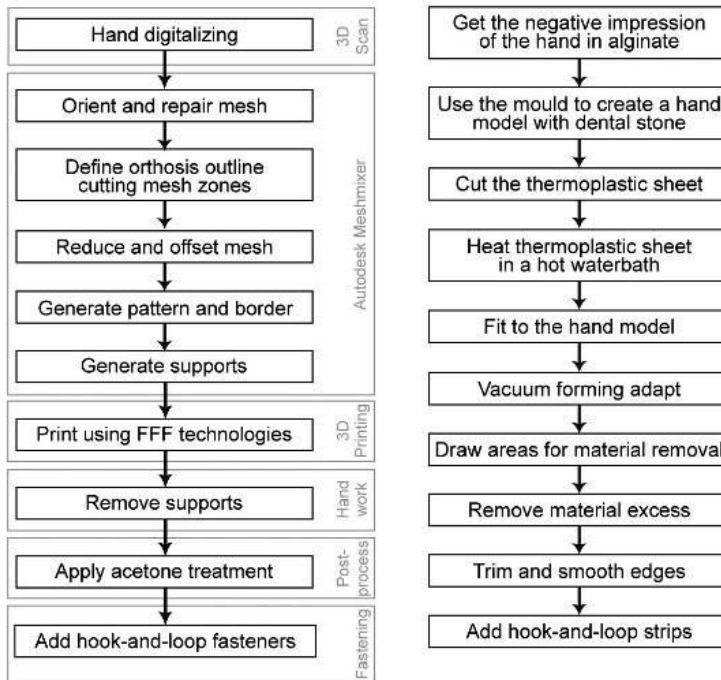 Hand digitalizing
3D
Scan
Orient and repair mesh
Define orthosis outline
cutting mesh zones
Reduce and offset mesh
Generate pattern and border
Generate supports
Autodesk Meshmixer
Print using FFF technologies
3D
Printing
Remove supports
Hand
work
Apply acetone treatment
Post-
process
Add hook-and-loop fasteners
Fastening
Get the negative impression
of the hand in alginate
Use the mould to create a hand
model with dental stone
Cut the thermoplastic sheet
Heat thermoplastic sheet
in a hot waterbath
Fit to the hand model
Vacuum forming adapt
Draw areas for material removal
Remove material excess
Trim and smooth edges
Add hook-and-loop strips